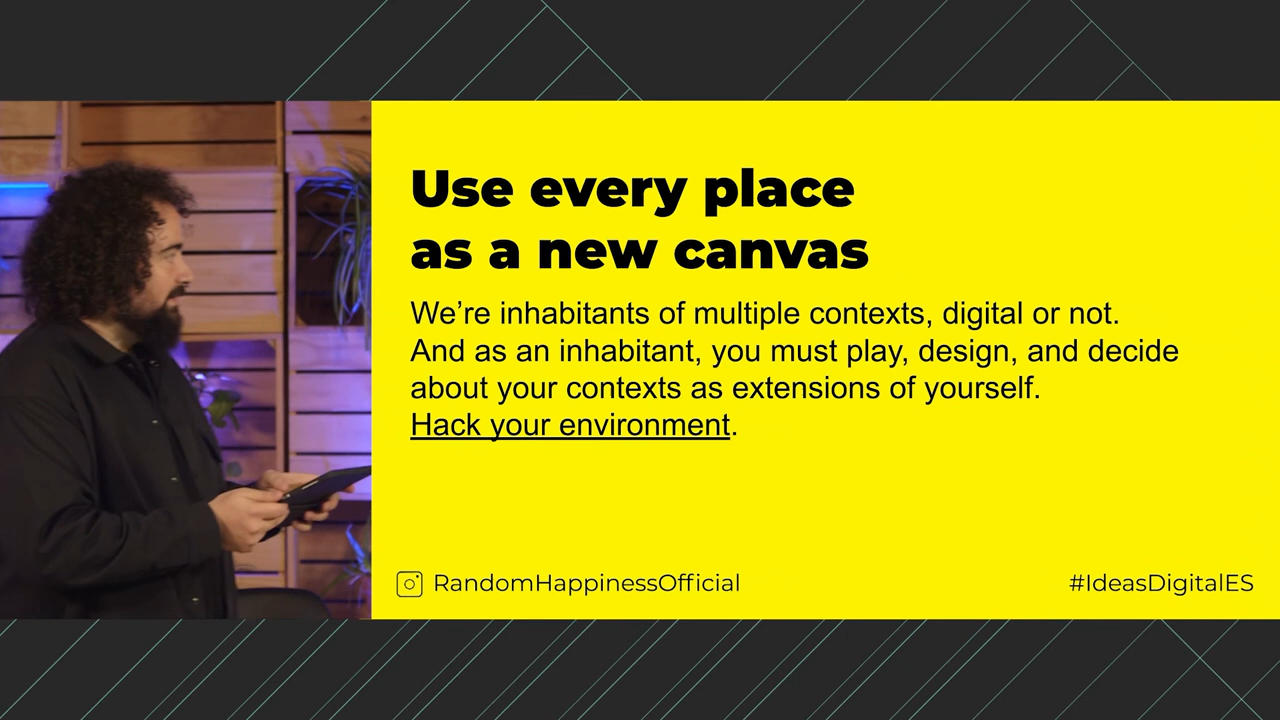 Use every place
as a new canvas
We’re inhabitants of multiple contexts, digital or not.
And as an inhabitant, you must play, design, and decide
about your contexts as extensions of yourself.
Hack your environment.
RandomHappinessOfficial
#IdeasDigitalES